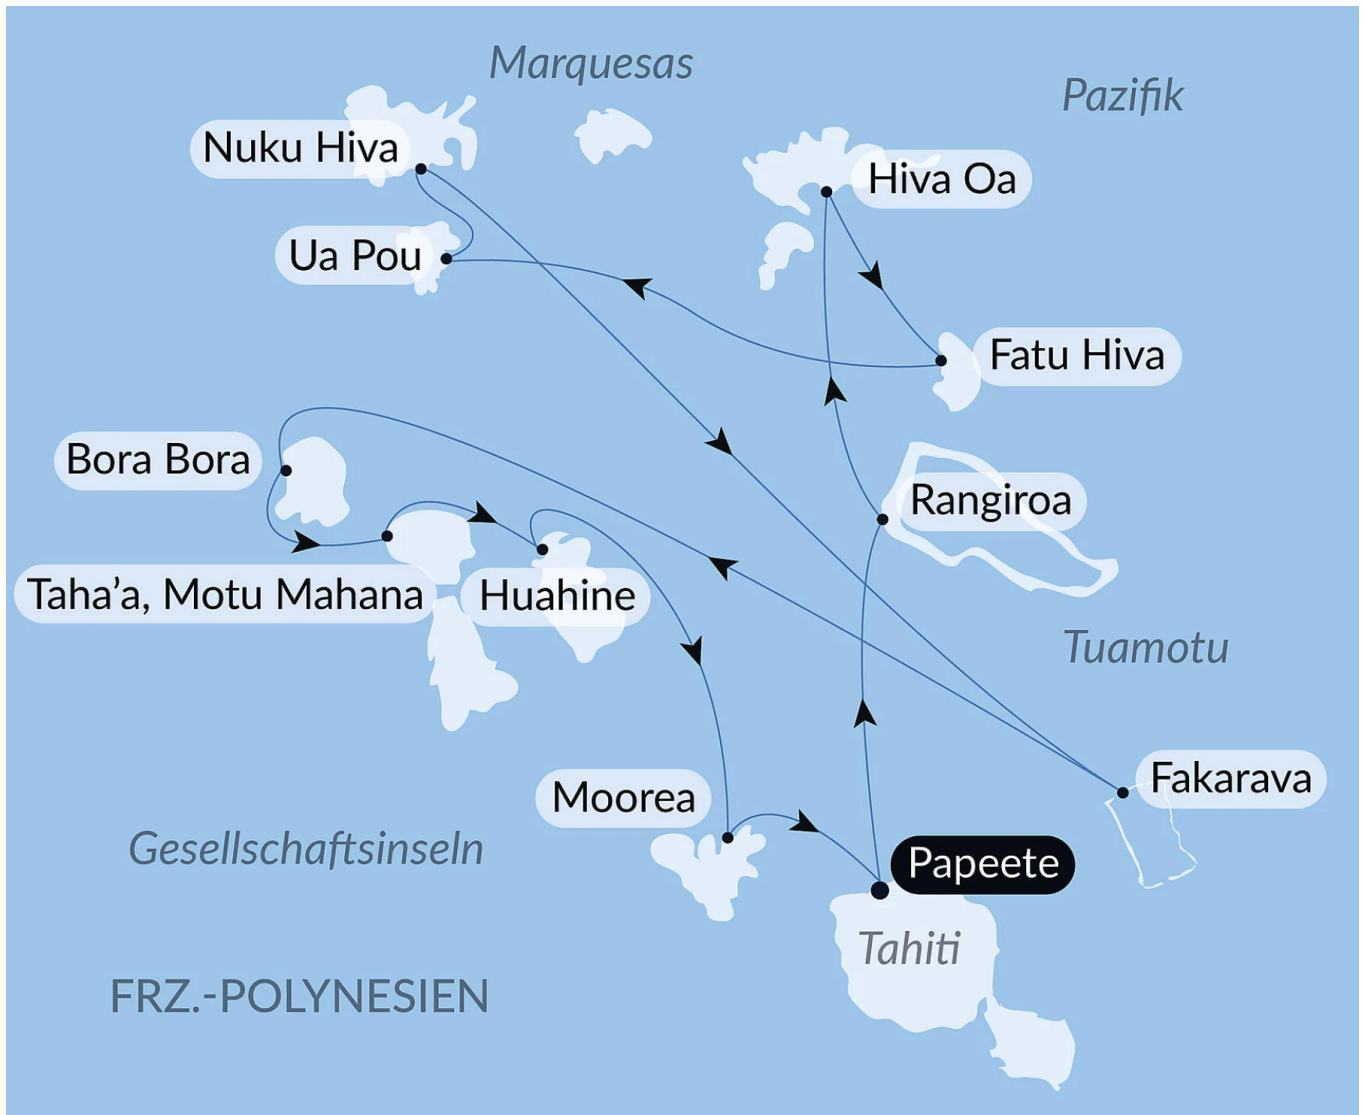 Marquesas
Pazifik
Nuku Hiva
Hiva Oa
Ua Pou
Fatu Hiva
Bora Bora
Rangiroa
Taha’a, Motu Mahana
Huahine
Tuamotu
Fakarava
Moorea
Gesellschaftsinseln
Papeete
Tahiti
FRZ.-POLYNESIEN